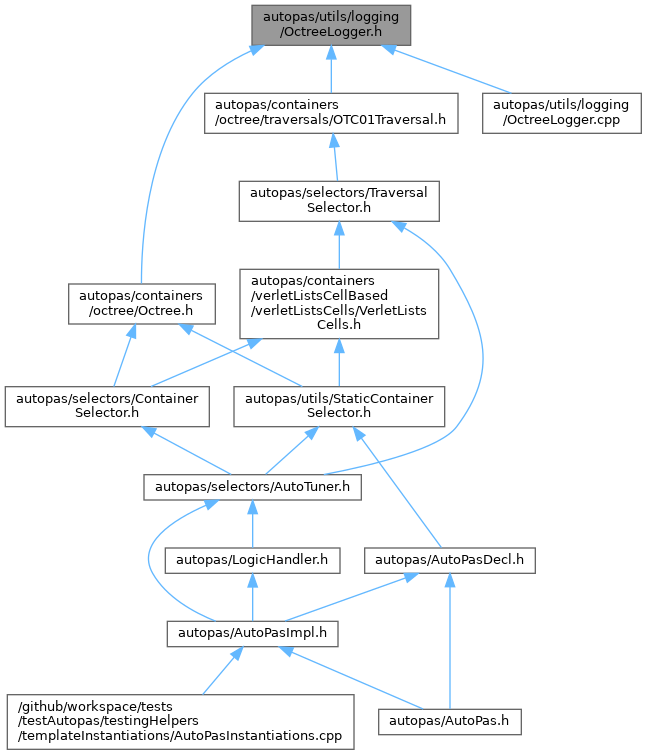 autopas/utils/logging
/OctreeLogger.h
autopas/containers
/octree/traversals/OTC01Traversal.h
autopas/utils/logging
/OctreeLogger.cpp
autopas/selectors/Traversal
Selector.h
autopas/containers
/octree/Octree.h
autopas/containers
/verletListsCellBased
/verletListsCells/VerletLists
Cells.h
autopas/selectors/Container
Selector.h
autopas/utils/StaticContainer
Selector.h
autopas/selectors/AutoTuner.h
autopas/LogicHandler.h
autopas/AutoPasDecl.h
autopas/AutoPasImpl.h
/github/workspace/tests
/testAutopas/testingHelpers
/templateInstantiations/AutoPasInstantiations.cpp
autopas/AutoPas.h